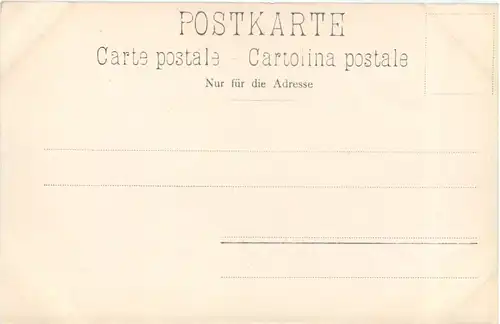 POSTKARTE
Carte postale - Cartolina postale
Nur für die Adresse